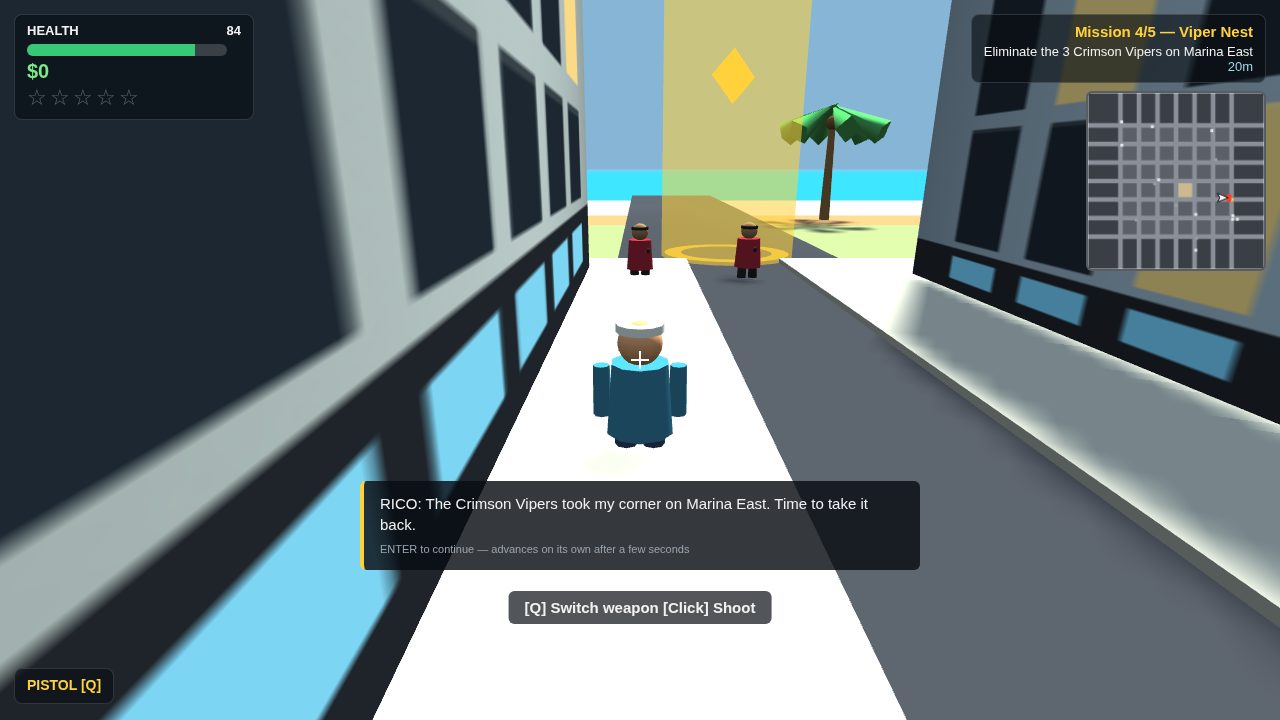 HEALTH 84
$0
☆☆☆☆☆
Mission 4/5 — Viper Nest
Eliminate the 3 Crimson Vipers on Marina East
20m
RICO: The Crimson Vipers took my corner on Marina East. Time to take it
back.
ENTER to continue — advances on its own after a few seconds
[Q] Switch weapon [Click] Shoot
PISTOL [Q]